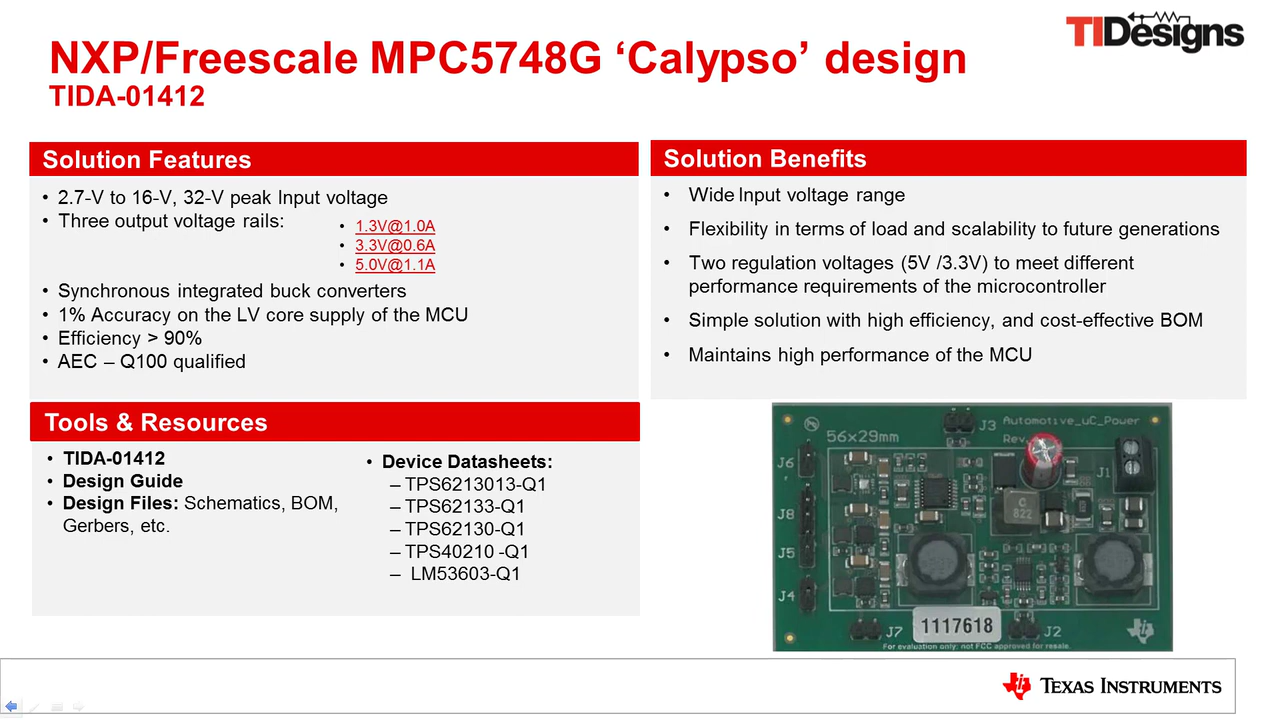 TIDesigns
NXP/Freescale MPC5748G ‘Calypso’ design
TIDA-01412
Solution Features
• 2.7-V to 16-V, 32-V peak Input voltage
• Three output voltage rails:
• 1.3V@1.0A
• 3.3V@0.6A
• 5.0V@1.1A
• Synchronous integrated buck converters
• 1% Accuracy on the LV core supply of the MCU
• Efficiency > 90%
• AEC – Q100 qualified
Solution Benefits
• Wide Input voltage range
• Flexibility in terms of load and scalability to future generations
• Two regulation voltages (5V /3.3V) to meet different
performance requirements of the microcontroller
• Simple solution with high efficiency, and cost-effective BOM
• Maintains high performance of the MCU
Tools & Resources
• TIDA-01412
• Design Guide
• Design Files: Schematics, BOM,
Gerbers, etc.
• Device Datasheets:
– TPS6213013-Q1
– TPS62133-Q1
– TPS62130-Q1
– TPS40210 -Q1
– LM53603-Q1
J3
Automotive_uC_Power
56x29mm
Rev
J6
J1
C
822
J8
J5
J4
J7
1117618
J2
For evaluation only; not FCC approved for resale.
TEXAS INSTRUMENTS